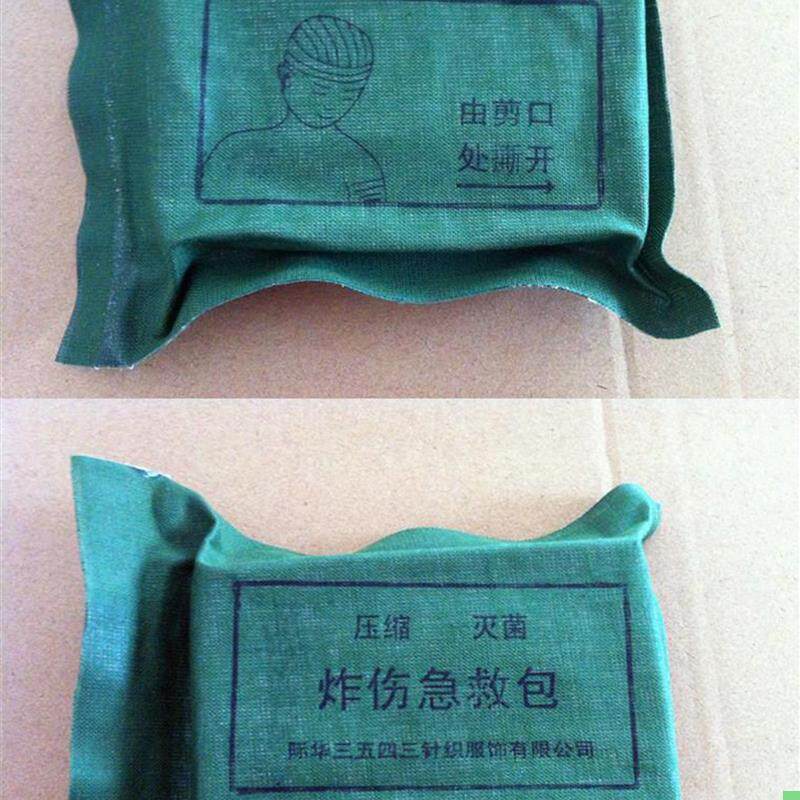 由剪口
处撕开
压缩 灭菌
炸伤急救包
际华三五四三针织服饰有限公司